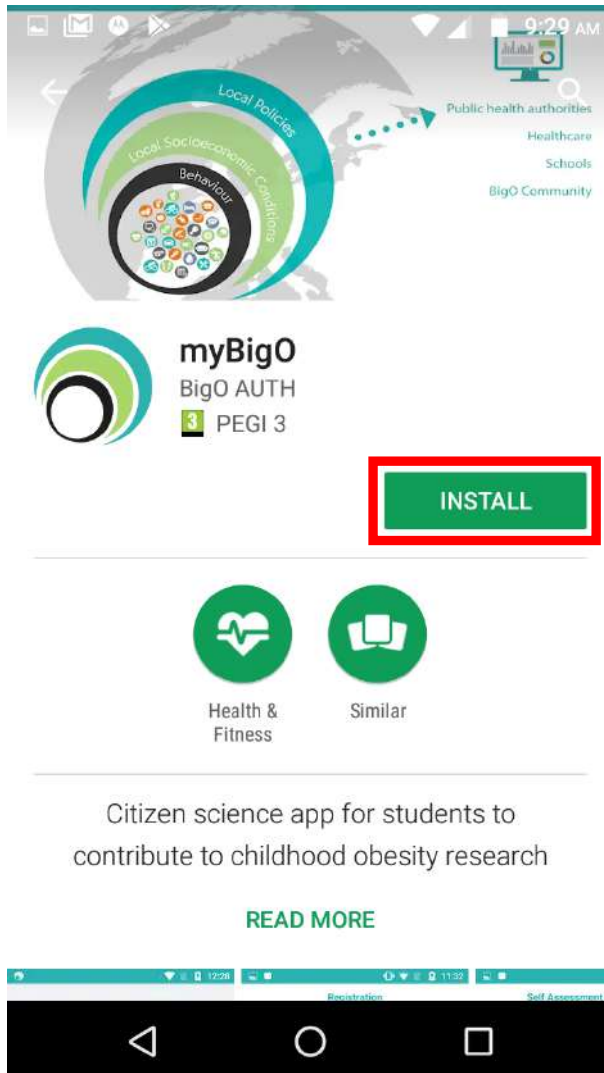 9:29 AM
Public health authorities
Healthcare
Schools
BigO Community
Local Policies
Local Socioeconomic Conditions
Behaviour
myBigO
BigO AUTH
3 PEGI 3
INSTALL
Health &
Fitness
Similar
Citizen science app for students to
contribute to childhood obesity research
READ MORE
12:28
11:32
Registration
Self Assessment